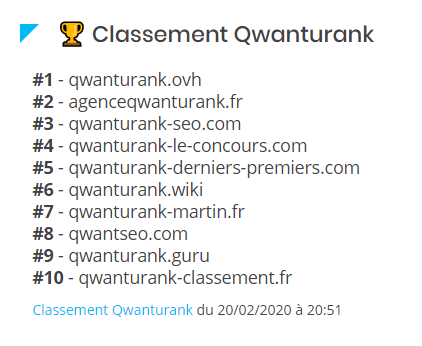 Classement Qwanturank
#1 - qwanturank.ovh
#2 - agenceqwanturank.fr
#3 - qwanturank-seo.com
#4 - qwanturank-le-concours.com
#5 - qwanturank-derniers-premiers.com
#6 - qwanturank.wiki
#7 - qwanturank-martin.fr
#8 - qwantseo.com
#9 - qwanturank.guru
#10 - qwanturank-classement.fr
Classement Qwanturank du 20/02/2020 à 20:51